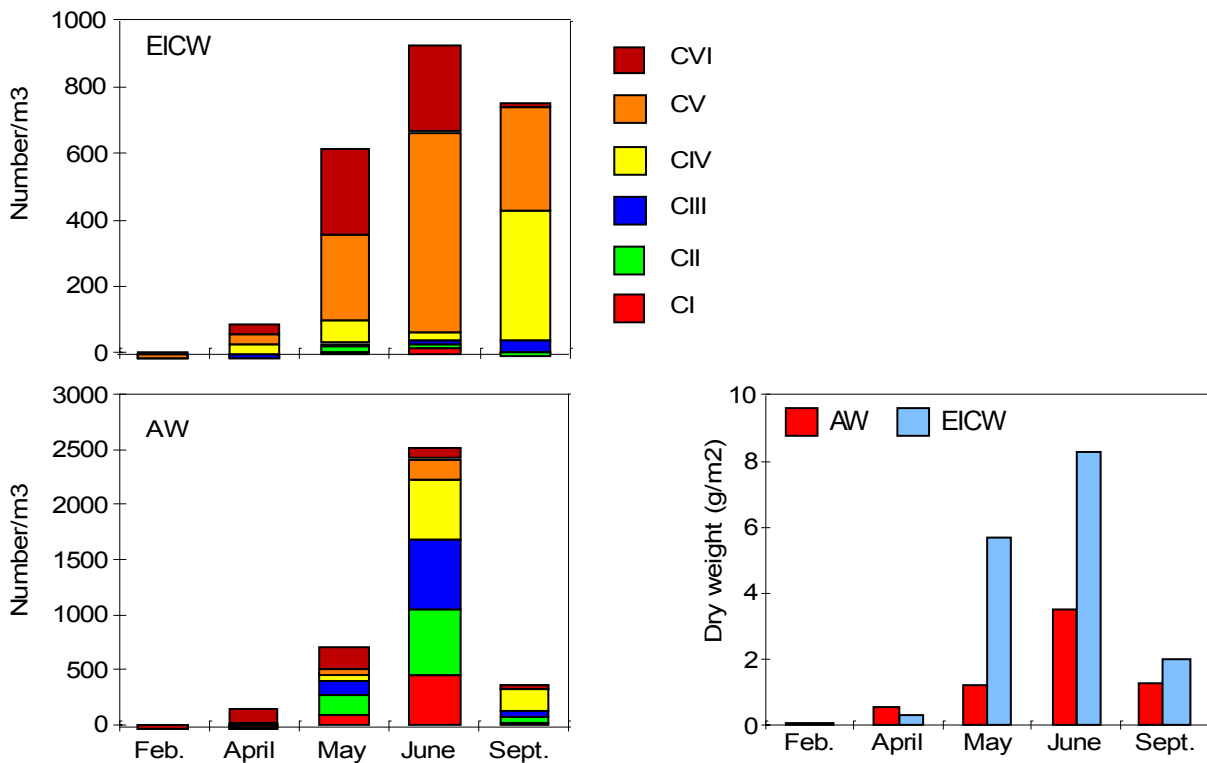 EICW
Number/m3
1000
800
600
400
200
0
CVI
CV
CIV
CIII
CII
CI
AW
Number/m3
3000
2500
2000
1500
1000
500
0
Feb. April May June Sept.
AW EICW
Dry weight (g/m2)
10
8
6
4
2
0
Feb. April May June Sept.